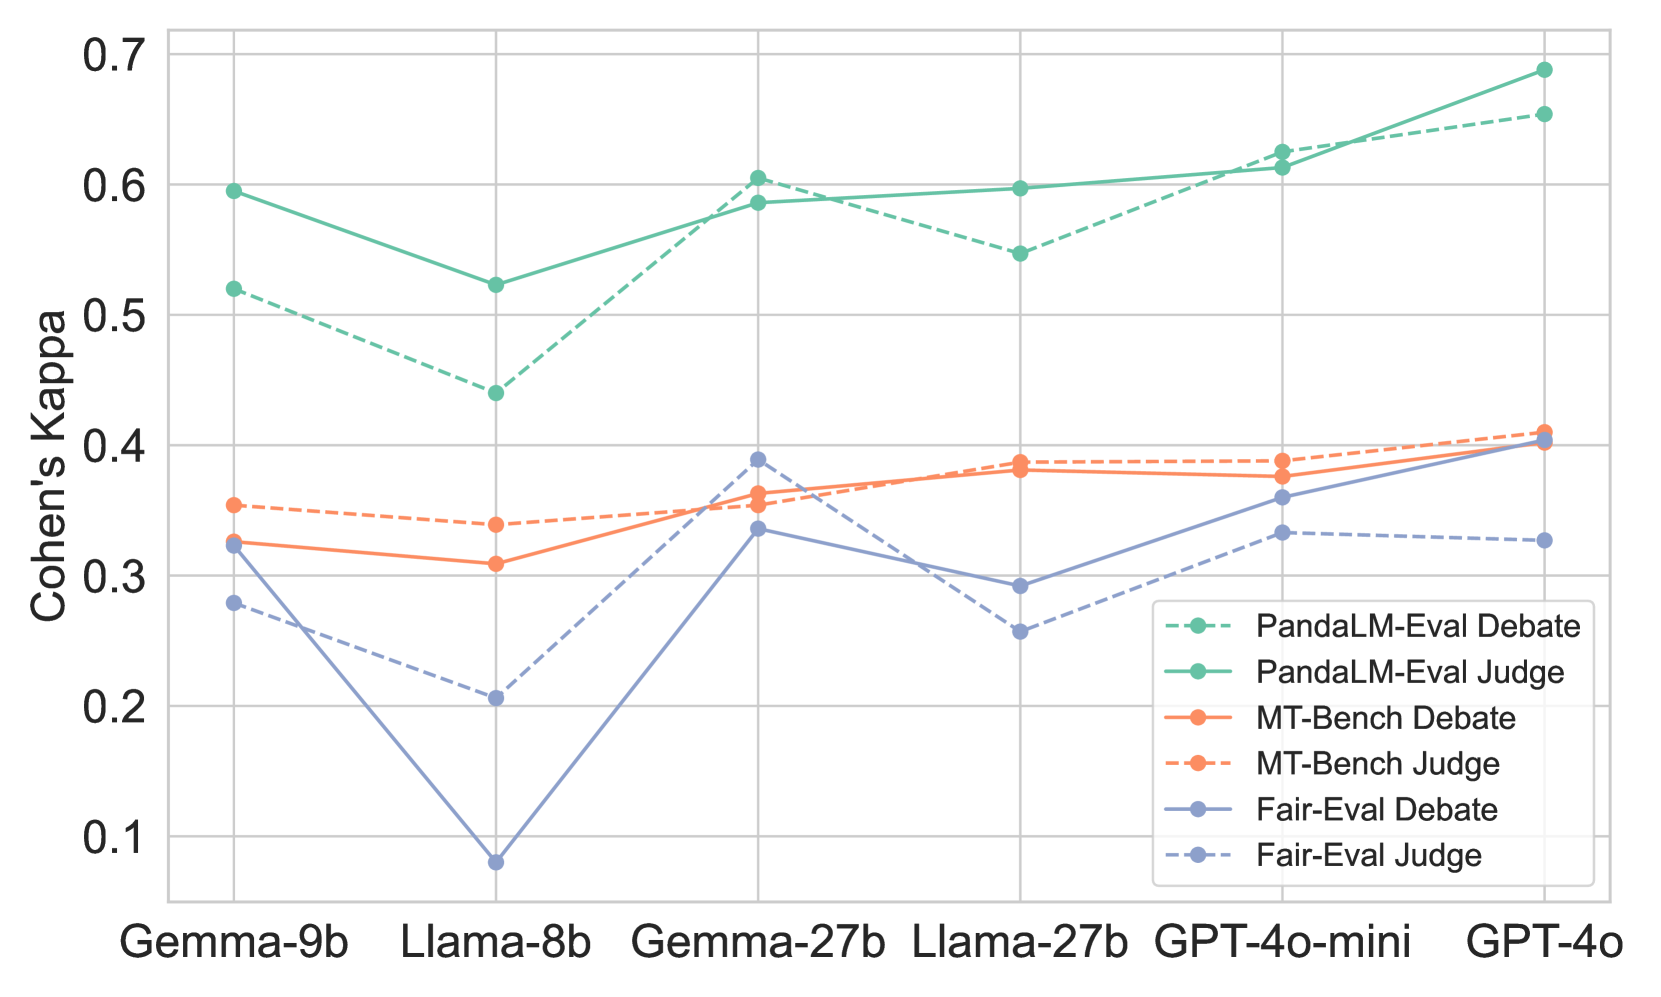 Cohen's Kappa
0.7
0.6
0.5
0.4
0.3
0.2
0.1
Gemma-9b
Llama-8b
Gemma-27b
Llama-27b
GPT-4o-mini
GPT-4o
PandaLM-Eval Debate
PandaLM-Eval Judge
MT-Bench Debate
MT-Bench Judge
Fair-Eval Debate
Fair-Eval Judge